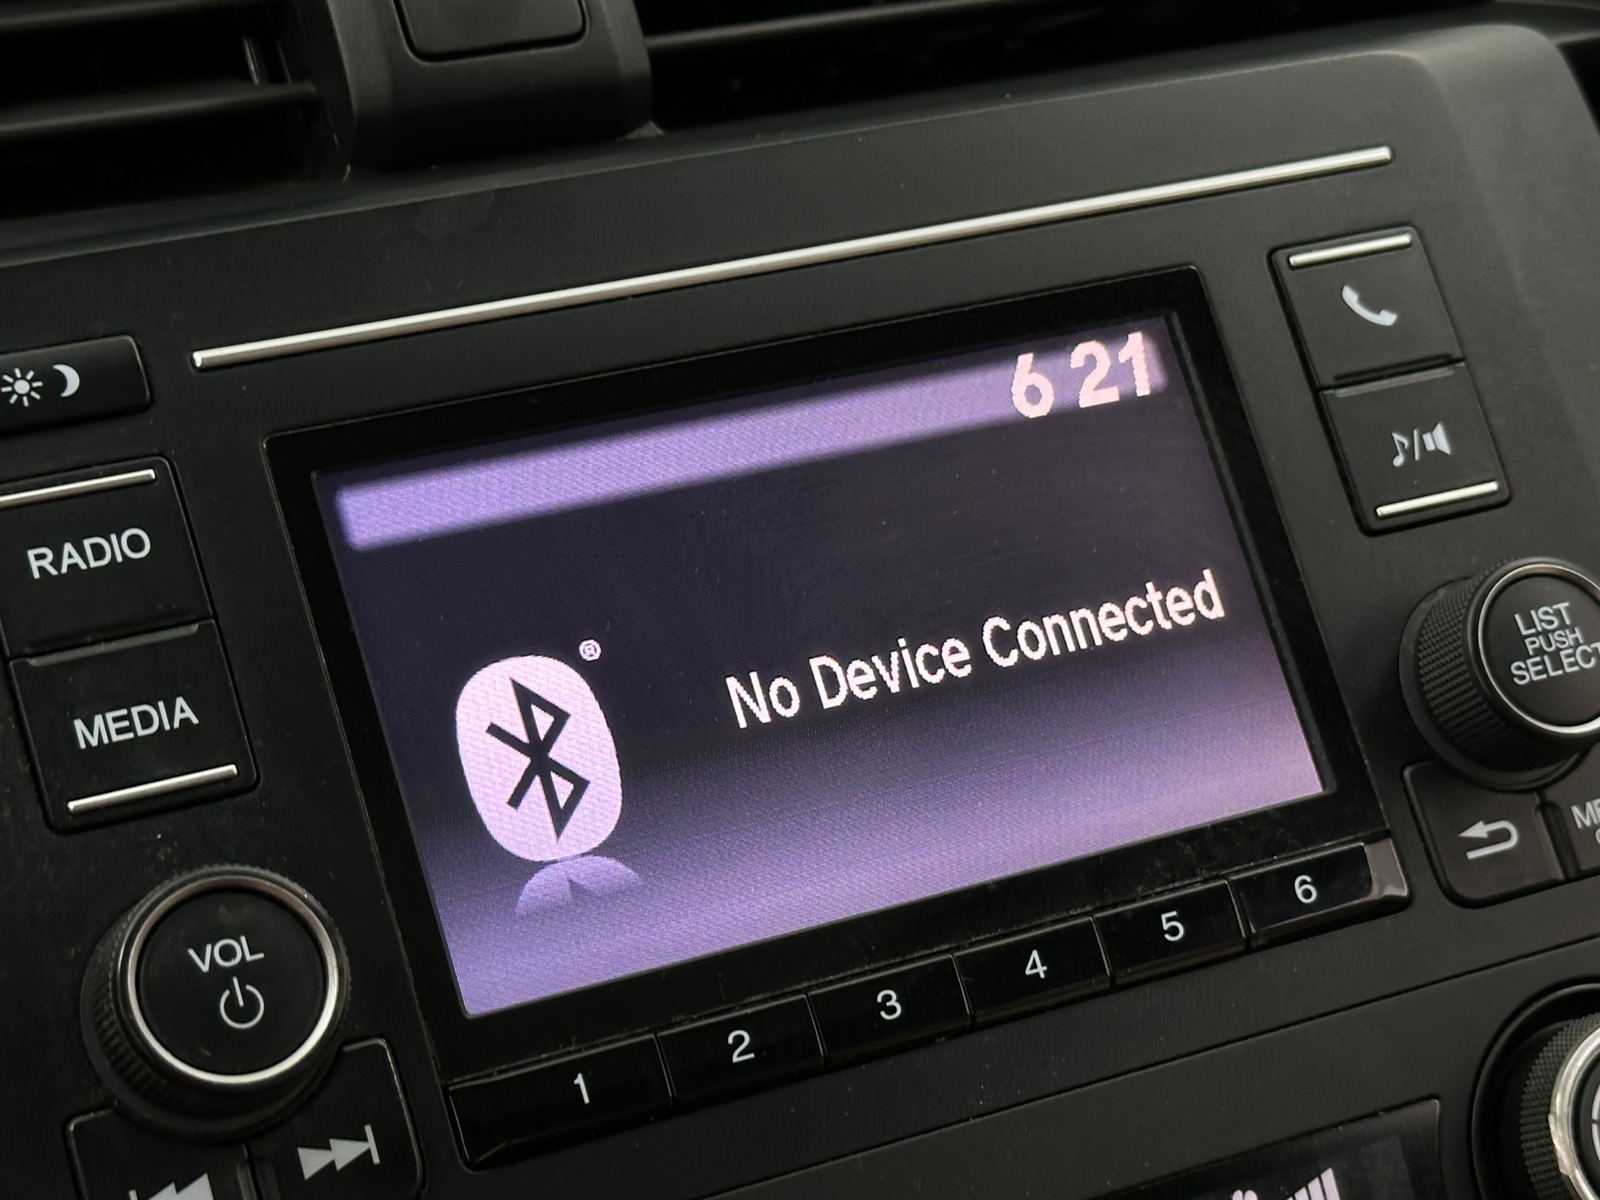 6 21
RADIO
MEDIA
®
No Device Connected
LIST
PUSH
SELECT
VOL
1 2 3 4 5 6